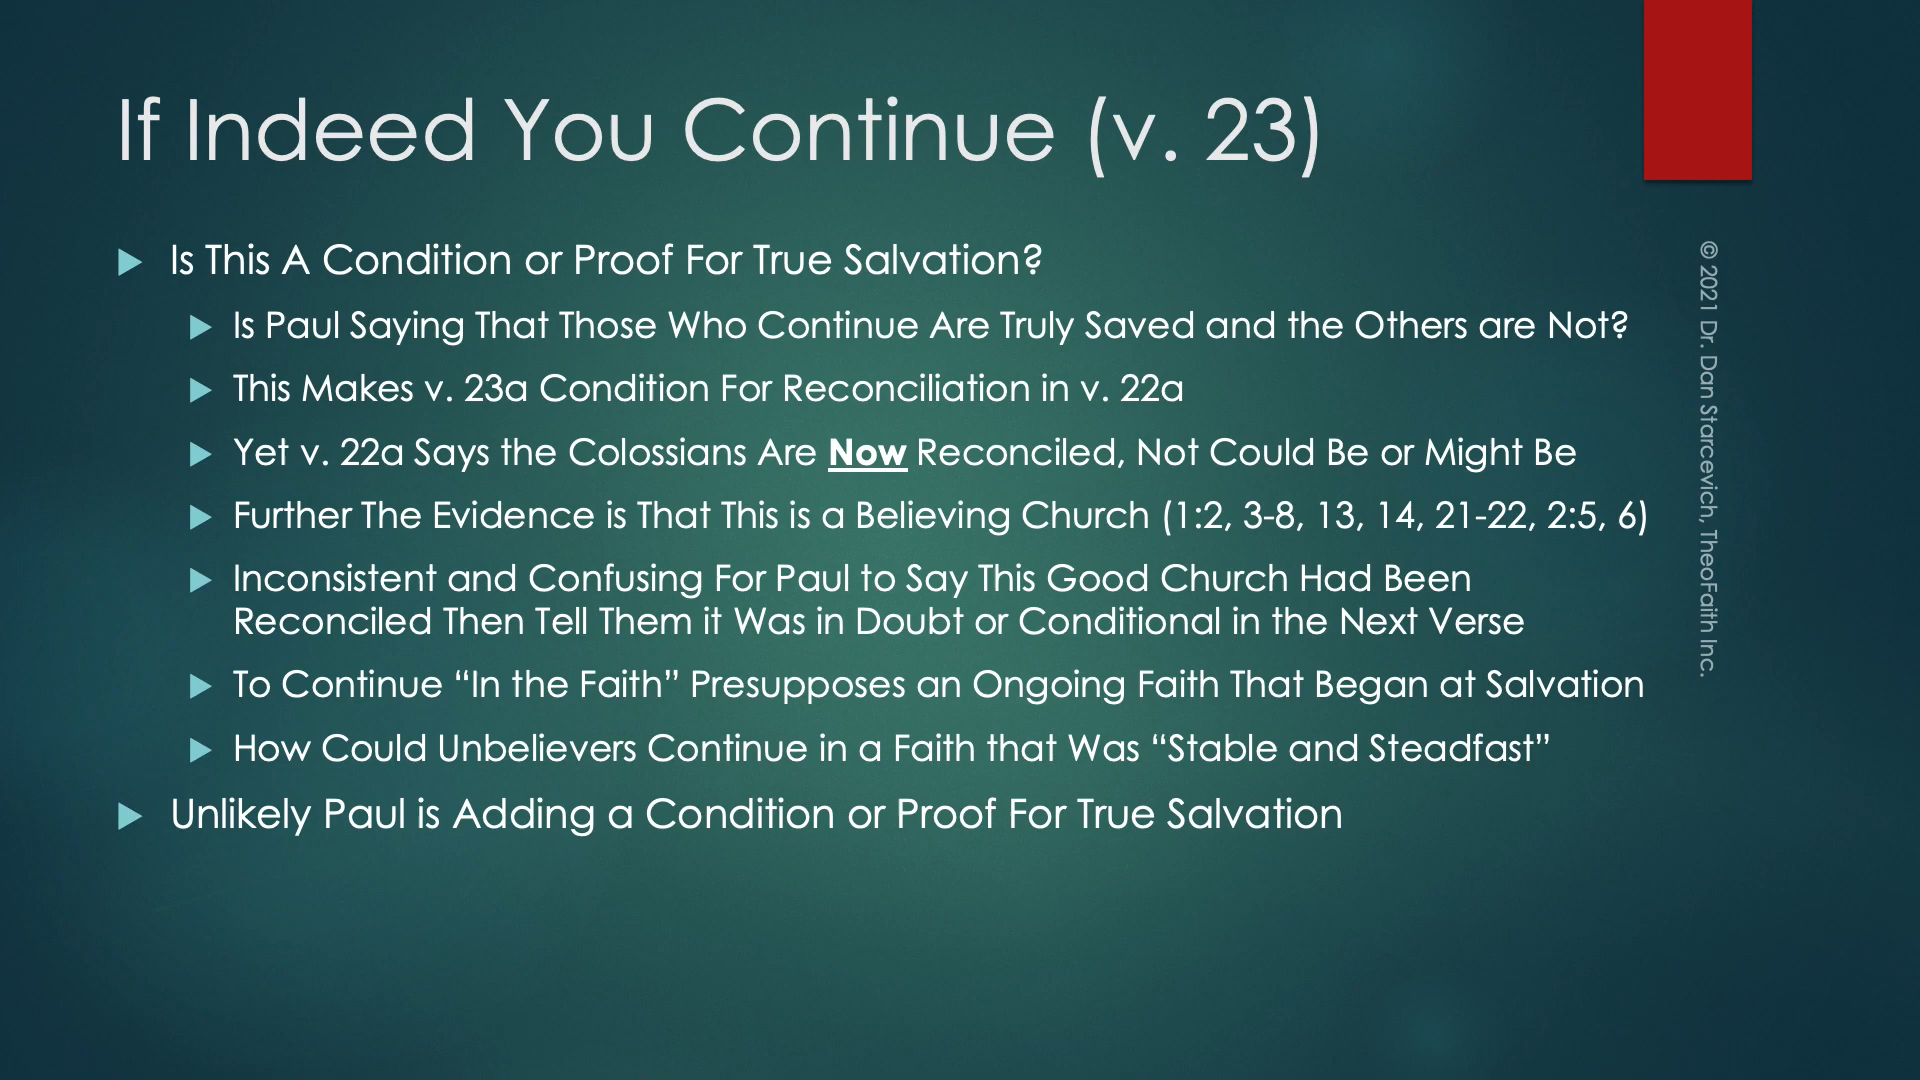 If Indeed You Continue (v. 23)
Is This A Condition or Proof For True Salvation?
Is Paul Saying That Those Who Continue Are Truly Saved and the Others are Not?
This Makes v. 23a Condition For Reconciliation in v. 22a
Yet v. 22a Says the Colossians Are Now Reconciled, Not Could Be or Might Be
Further The Evidence is That This is a Believing Church (1:2, 3-8, 13, 14, 21-22, 2:5, 6)
Inconsistent and Confusing For Paul to Say This Good Church Had Been
Reconciled Then Tell Them it Was in Doubt or Conditional in the Next Verse
To Continue “In the Faith” Presupposes an Ongoing Faith That Began at Salvation
How Could Unbelievers Continue in a Faith that Was “Stable and Steadfast”
Unlikely Paul is Adding a Condition or Proof For True Salvation
© 2021 Dr. Dan Starcevich, TheoFaith Inc.